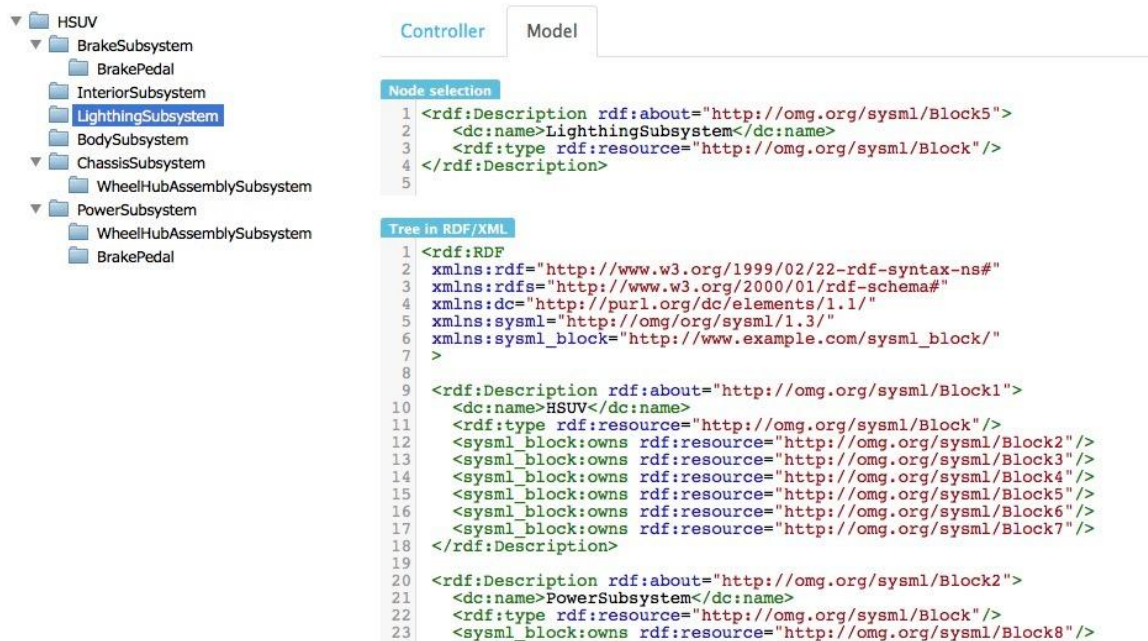 HSUV
BrakeSubsystem
BrakePedal
InteriorSubsystem
LighthingSubsystem
BodySubsystem
ChassisSubsystem
WheelHubAssemblySubsystem
PowerSubsystem
WheelHubAssemblySubsystem
BrakePedal
Controller
Model
Node selection
1 <rdf:Description rdf:about="http://omg.org/sysml/Block5">
2 <dc:name>LighthingSubsystem</dc:name>
3 <rdf:type rdf:resource="http://omg.org/sysml/Block"/>
4 </rdf:Description>
5
Tree in RDF/XML
1 <rdf:RDF
2 xmlns:rdf="http://www.w3.org/1999/02/22-rdf-syntax-ns#"
3 xmlns:rdfs="http://www.w3.org/2000/01/rdf-schema#"
4 xmlns:dc="http://purl.org/dc/elements/1.1/"
5 xmlns:sysml="http://omg/org/sysml/1.3/"
6 xmlns:sysml_block="http://www.example.com/sysml_block/"
7 >
8
9 <rdf:Description rdf:about="http://omg.org/sysml/Block1">
10 <dc:name>HSUV</dc:name>
11 <rdf:type rdf:resource="http://omg.org/sysml/Block"/>
12 <sysml_block:owns rdf:resource="http://omg.org/sysml/Block2"/>
13 <sysml_block:owns rdf:resource="http://omg.org/sysml/Block3"/>
14 <sysml_block:owns rdf:resource="http://omg.org/sysml/Block4"/>
15 <sysml_block:owns rdf:resource="http://omg.org/sysml/Block5"/>
16 <sysml_block:owns rdf:resource="http://omg.org/sysml/Block6"/>
17 <sysml_block:owns rdf:resource="http://omg.org/sysml/Block7"/>
18 </rdf:Description>
19
20 <rdf:Description rdf:about="http://omg.org/sysml/Block2">
21 <dc:name>PowerSubsystem</dc:name>
22 <rdf:type rdf:resource="http://omg.org/sysml/Block"/>
23 <sysml_block:owns rdf:resource="http://omg.org/sysml/Block8"/>